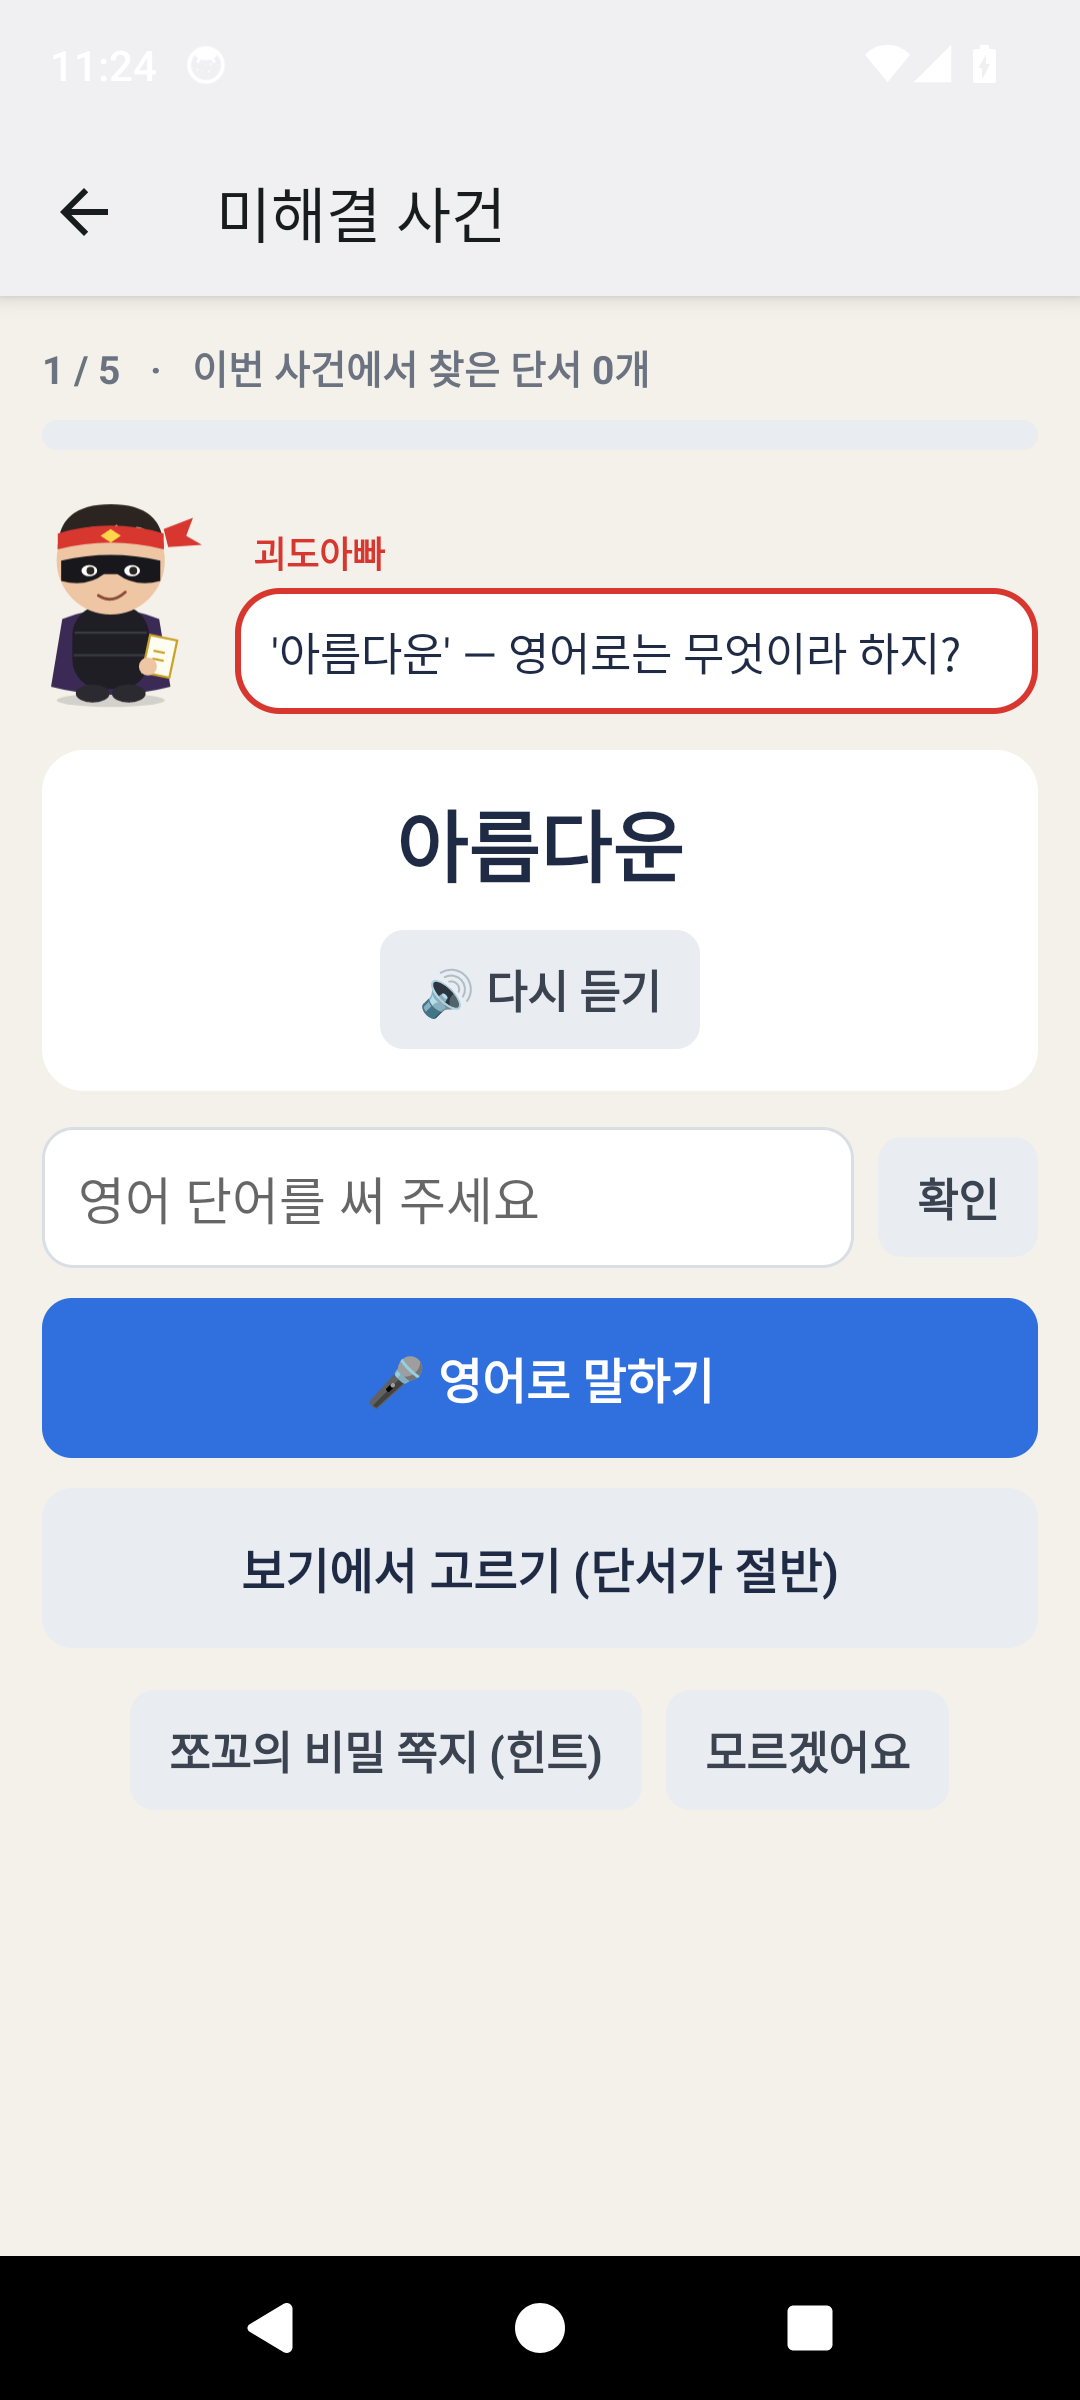 11:24
미해결 사건
1 / 5 · 이번 사건에서 찾은 단서 0개
괴도아빠
'아름다운' — 영어로는 무엇이라 하지?
아름다운
🔊 다시 듣기
영어 단어를 써 주세요
확인
🎤 영어로 말하기
보기에서 고르기 (단서가 절반)
쪼꼬의 비밀 쪽지 (힌트)
모르겠어요